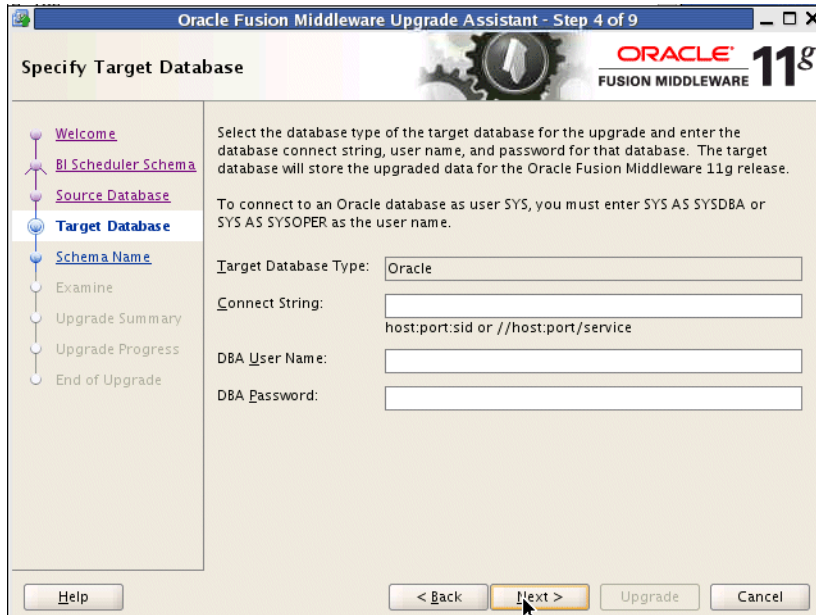 Oracle Fusion Middleware Upgrade Assistant - Step 4 of 9
Specify Target Database
ORACLE
FUSION MIDDLEWARE
11g
Welcome
BI Scheduler Schema
Source Database
Target Database
Schema Name
Examine
Upgrade Summary
Upgrade Progress
End of Upgrade
Select the database type of the target database for the upgrade and enter the
database connect string, user name, and password for that database. The target
database will store the upgraded data for the Oracle Fusion Middleware 11g release.
To connect to an Oracle database as user SYS, you must enter SYS AS SYSDBA or
SYS AS SYSOPER as the user name.
Target Database Type: Oracle
Connect String:
host:port:sid or //host:port/service
DBA User Name:
DBA Password:
Help < Back Next > Upgrade Cancel